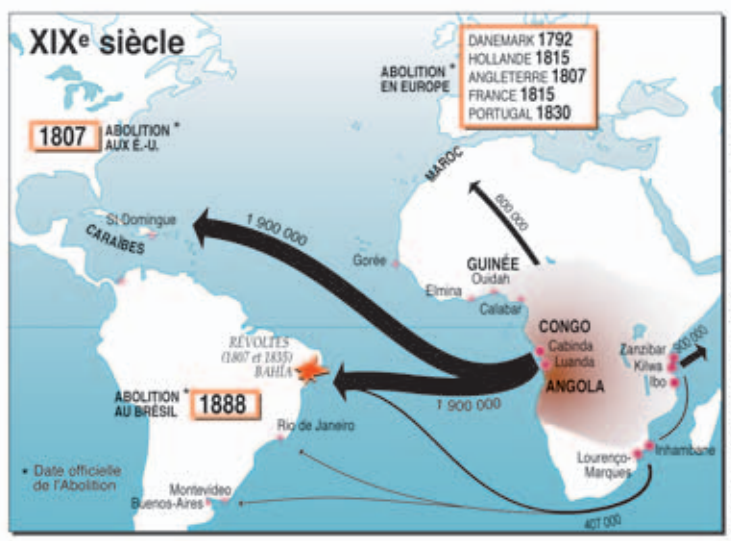 XIXe siècle
ABOLITION *
EN EUROPE
DANEMARK 1792
HOLLANDE 1815
ANGLETERRE 1807
FRANCE 1815
PORTUGAL 1830
1807
ABOLITION *
AUX É.-U.
MAROC
600 000
St Domingue
CARAÏBES
1 900 000
Gorée
GUINÉE
Ouidah
Elmina
Calabar
CONGO
Cabinda
Luanda
ANGOLA
Zanzibar
Kilwa
Ibo
900 000
RÉVOLTES
(1807 et 1835)
BAHIA
1 900 000
ABOLITION *
AU BRÉSIL
1888
Rio de Janeiro
Inhambane
Lourenço-
Marques
* Date officielle
de l'Abolition
Montevideo
Buenos-Aires
407 000